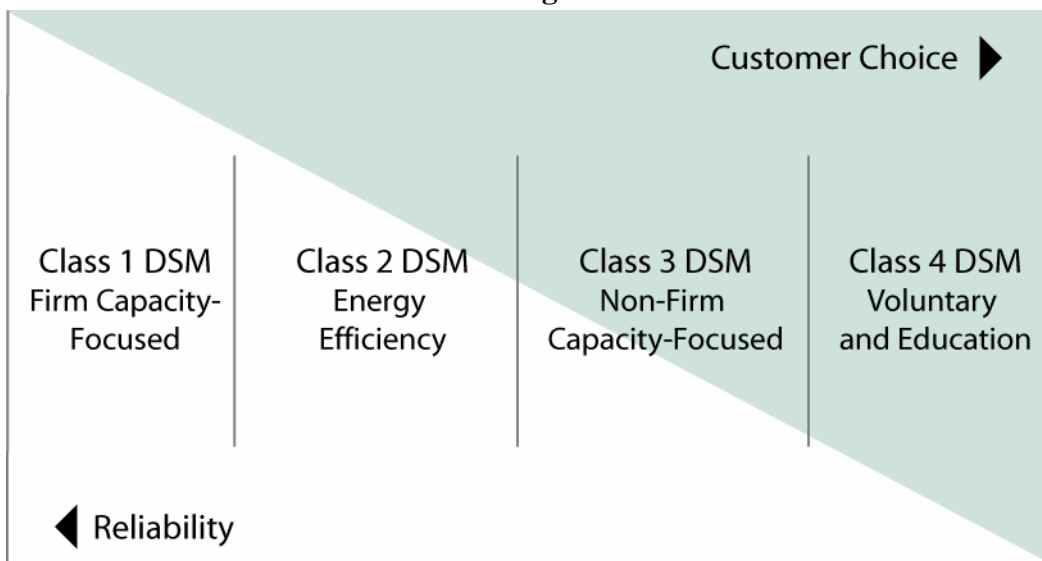 Customer Choice
Class 1 DSM
Firm Capacity-
Focused
Class 2 DSM
Energy
Efficiency
Class 3 DSM
Non-Firm
Capacity-Focused
Class 4 DSM
Voluntary
and Education
Reliability